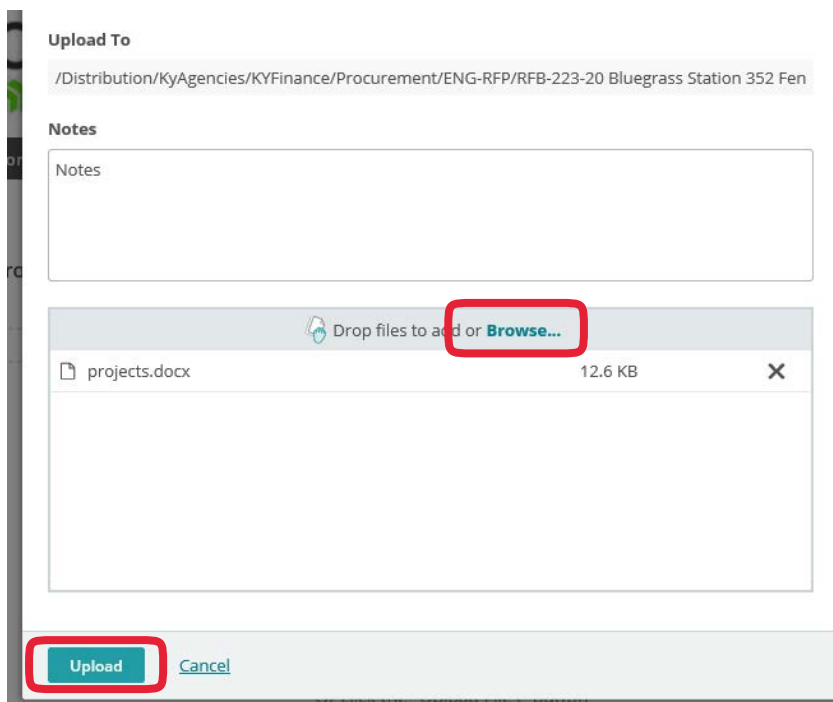 Upload To
/Distribution/KyAgencies/KYFinance/Procurement/ENG-RFP/RFB-223-20 Bluegrass Station 352 Fen
Notes
Notes
Drop files to add or Browse...
projects.docx 12.6 KB
Upload Cancel